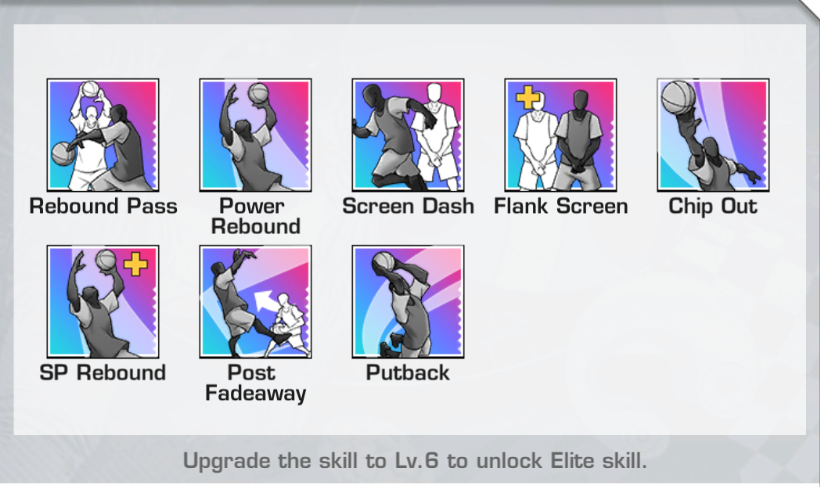 Rebound Pass
Power
Rebound
Screen Dash
Flank Screen
Chip Out
SP Rebound
Post
Fadeaway
Putback
Upgrade the skill to Lv.6 to unlock Elite skill.